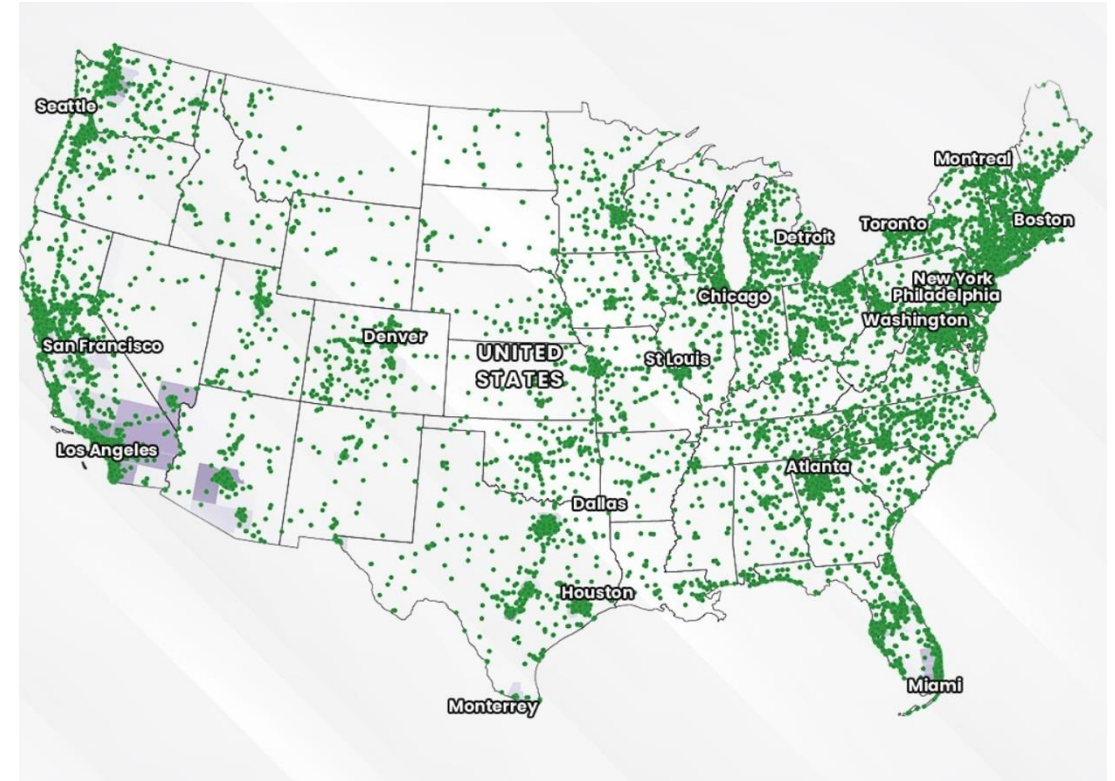 Seattle
Montreal
Toronto
Boston
Detroit
New York
Chicago
Philadelphia
Washington
Denver
San Francisco
UNITED
STATES
St Louis
Los Angeles
Atlanta
Dallas
Houston
Miami
Monterrey